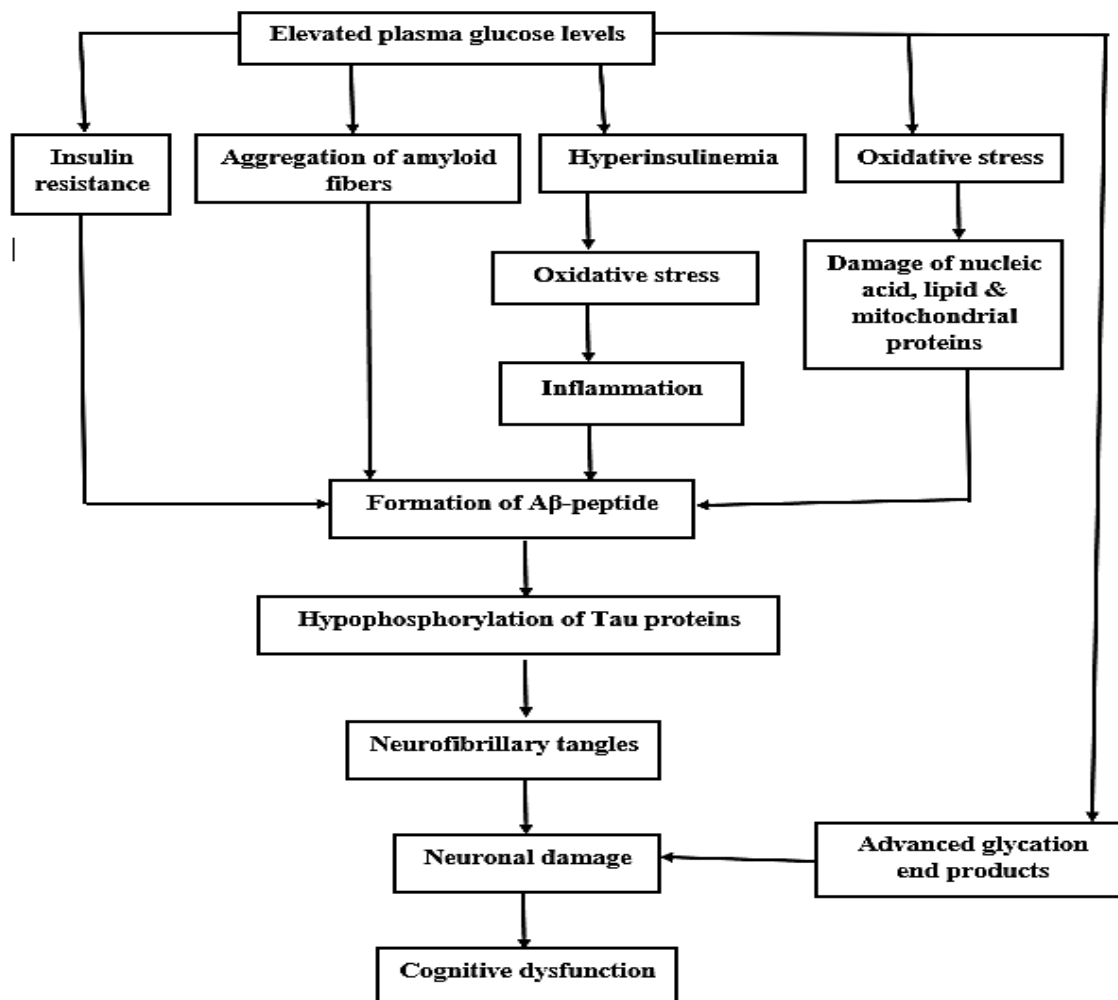 Elevated plasma glucose levels
Insulin
resistance
Aggregation of amyloid
fibers
Hyperinsulinemia
Oxidative stress
Oxidative stress
Damage of nucleic
acid, lipid &
mitochondrial
proteins
Inflammation
Formation of Aβ-peptide
Hypophosphorylation of Tau proteins
Neurofibrillary tangles
Neuronal damage
Advanced glycation
end products
Cognitive dysfunction